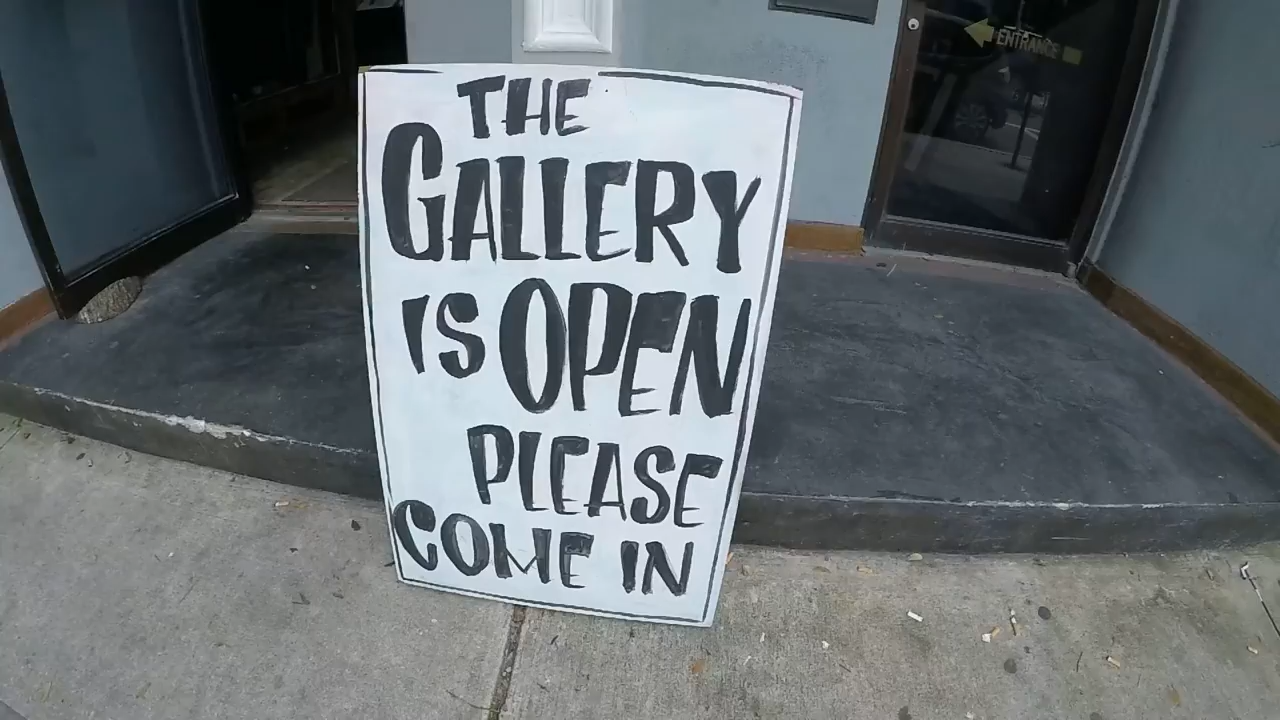 THE
GALLERY
IS OPEN
PLEASE
COME IN
ENTRANCE